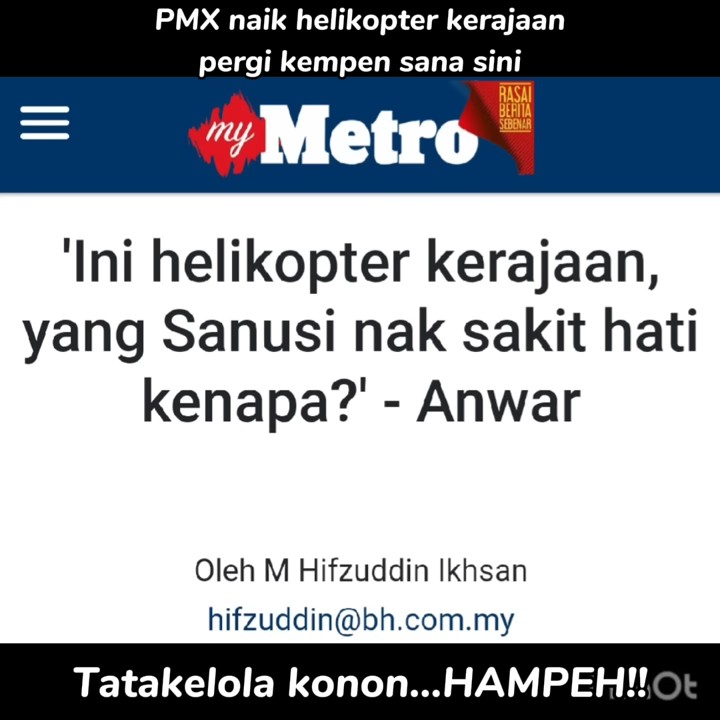 PMX naik helikopter kerajaan
pergi kempen sana sini
my Metro
RASAI
BERITA
SEBENAR
'Ini helikopter kerajaan,
yang Sanusi nak sakit hati
kenapa?' - Anwar
Oleh M Hifzuddin Ikhsan
hifzuddin@bh.com.my
Tatakelola konon...HAMPEH!!